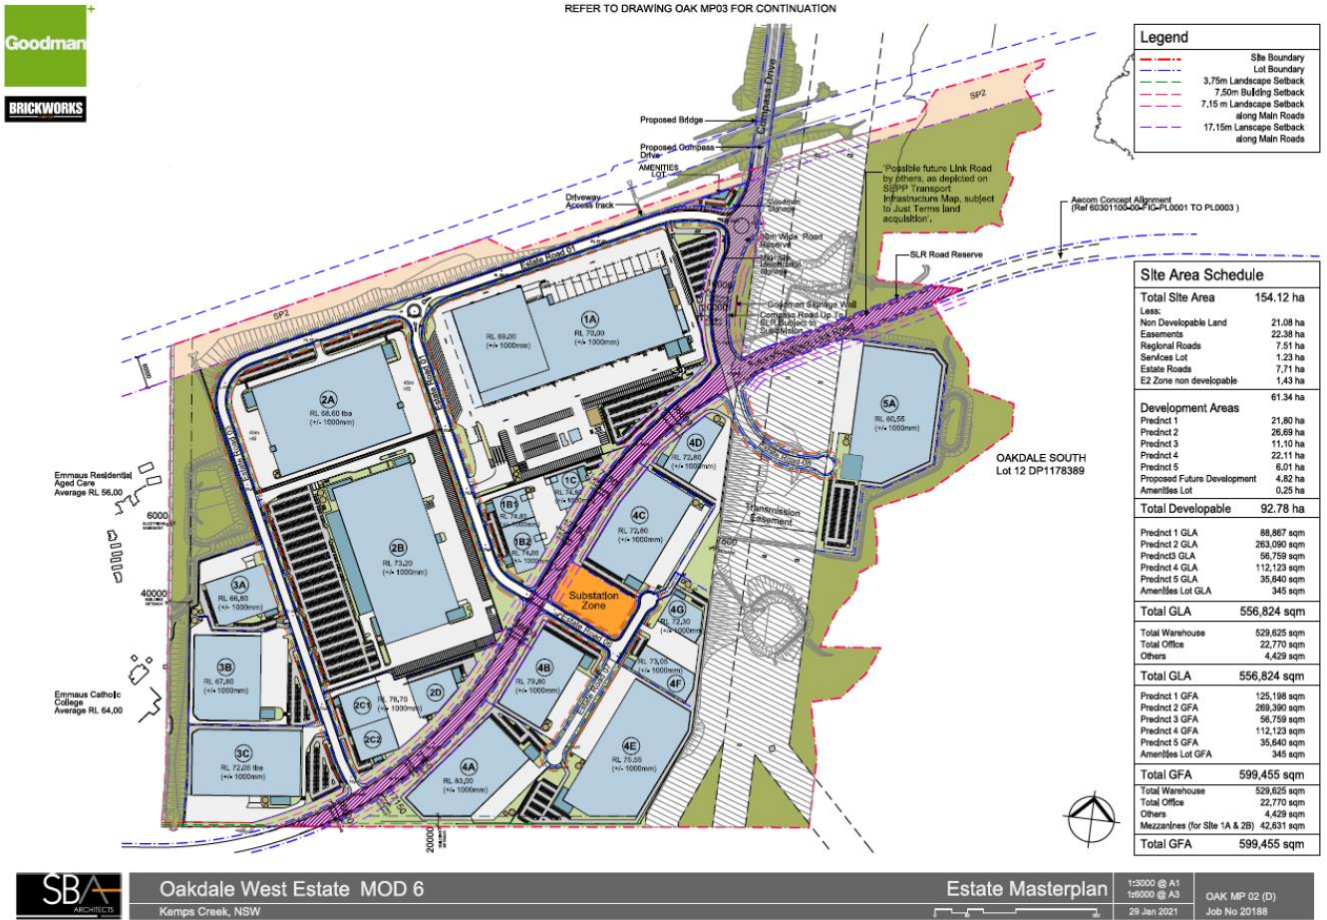 REFER TO DRAWING OAK MP03 FOR CONTINUATION
Goodman
BRICKWORKS
Legend
Site Boundary
Lot Boundary
3.75m Landscape Setback
7.50m Building Setback
7.15 m Landscape Setback
along Main Roads
17.15m Lanscape Setback
along Main Roads
Compass Drive
SP2
Proposed Bridge
Proposed Compass
Drive
AMENITIES
LOT
Driveway
Access track
'Possible future Link Road
by others, as depicted on
SEPP Transport
Infrastructure Map, subject
to Just Terms land
acquisition'.
Aecom Concept Alignment
(Ref 60301100-00-FIG-PL0001 TO PL0003 )
SLR Road Reserve
Estate Road 01
SP2
1A
RL 70,00
(+/- 1000mm)
RL 69,00
(+/- 1000mm)
2A
RL 68.60 tba
(+/- 1000mm)
Estate Road 01
5A
RL 60,55
(+/- 1000mm)
OAKDALE SOUTH
Lot 12 DP1178389
4D
RL 72,80
(+/- 1000mm)
Transmission
Easement
Emmaus Residential
Aged Care
Average RL 56,00
6000
40000
1B1
1B2
1C
4C
RL 72,80
(+/- 1000mm)
2B
RL 73,20
(+/- 1000mm)
3A
RL 66,80
(+/- 1000mm)
Substation
Zone
4G
RL 72,30
3B
RL 67,80
(+/- 1000mm)
4B
RL 79,80
(+/- 1000mm)
RL 73,05
4F
Emmaus Catholic
College
Average RL 64,00
2C1
RL 78,70
(+/- 1000mm)
2D
2C2
3C
RL 72,05 tba
(+/- 1000mm)
4A
RL 83,00
(+/- 1000mm)
4E
RL 75,55
(+/- 1000mm)
7150
20000
Site Area Schedule
Total Site Area 154.12 ha
Less:
Non Developable Land 21.08 ha
Easements 22.38 ha
Regional Roads 7.51 ha
Services Lot 1.23 ha
Estate Roads 7.71 ha
E2 Zone non developable 1,43 ha
61.34 ha
Development Areas
Precinct 1 21,80 ha
Precinct 2 26,69 ha
Precinct 3 11,10 ha
Precinct 4 22,11 ha
Precinct 5 6,01 ha
Proposed Future Development 4,82 ha
Amenities Lot 0,25 ha
Total Developable 92.78 ha
Precinct 1 GLA 88,867 sqm
Precinct 2 GLA 263,090 sqm
Precinct3 GLA 56,759 sqm
Precinct 4 GLA 112,123 sqm
Precinct 5 GLA 35,640 sqm
Amenities Lot GLA 345 sqm
Total GLA 556,824 sqm
Total Warehouse 529,625 sqm
Total Office 22,770 sqm
Others 4,429 sqm
Total GLA 556,824 sqm
Precinct 1 GFA 125,198 sqm
Precinct 2 GFA 269,390 sqm
Precinct 3 GFA 56,759 sqm
Precinct 4 GFA 112,123 sqm
Precinct 5 GFA 35,640 sqm
Amenities Lot GFA 345 sqm
Total GFA 599,455 sqm
Total Warehouse 529,625 sqm
Total Office 22,770 sqm
Others 4,429 sqm
Mezzanines (for Site 1A & 2B) 42,631 sqm
Total GFA 599,455 sqm
SBA
ARCHITECTS
Oakdale West Estate MOD 6
Kemps Creek, NSW
Estate Masterplan
1:3000 @ A1
1:6000 @ A3
29 Jan 2021
OAK MP 02 (D)
Job No 20188